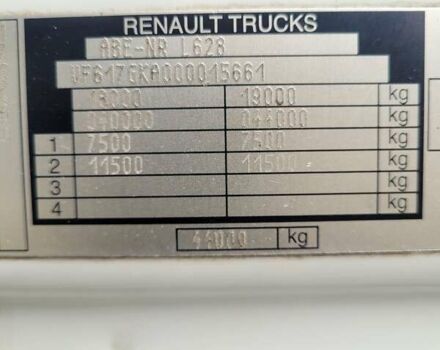 RENAULT TRUCKS
ABE-NR L628
VF617GKA000015661
19000 kg
044000 kg
1 7500 7500 kg
2 11500 11500 kg
3 kg
4 kg
44000 kg